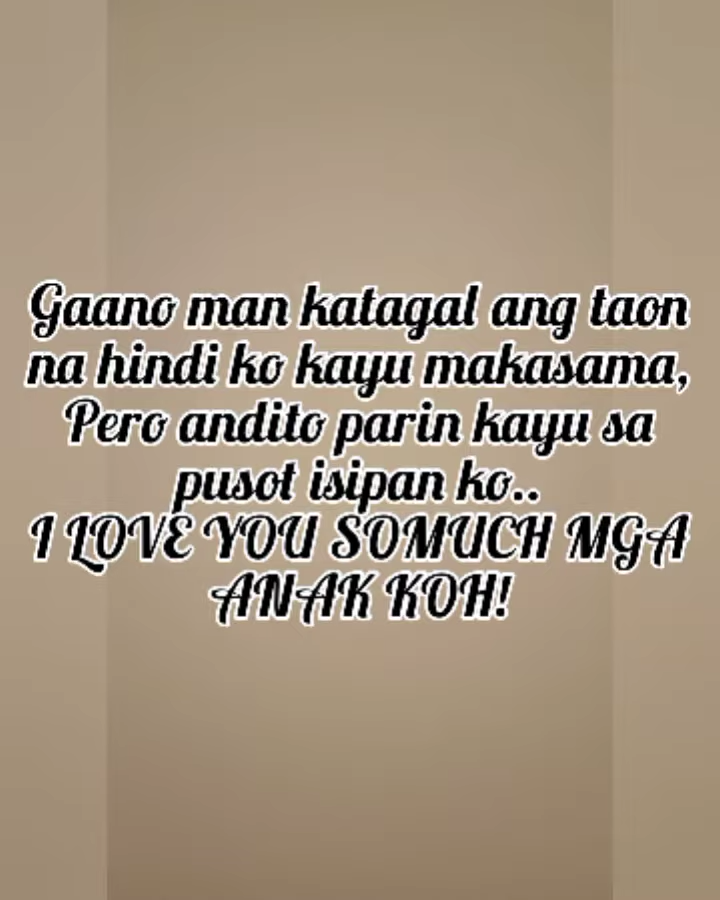 Gaano man katagal ang taon
na hindi ko kayu makasama,
Pero andito parin kayu sa
pusot isipan ko..
I LOVE YOU SOMUCH MGA
ANAK KOH!